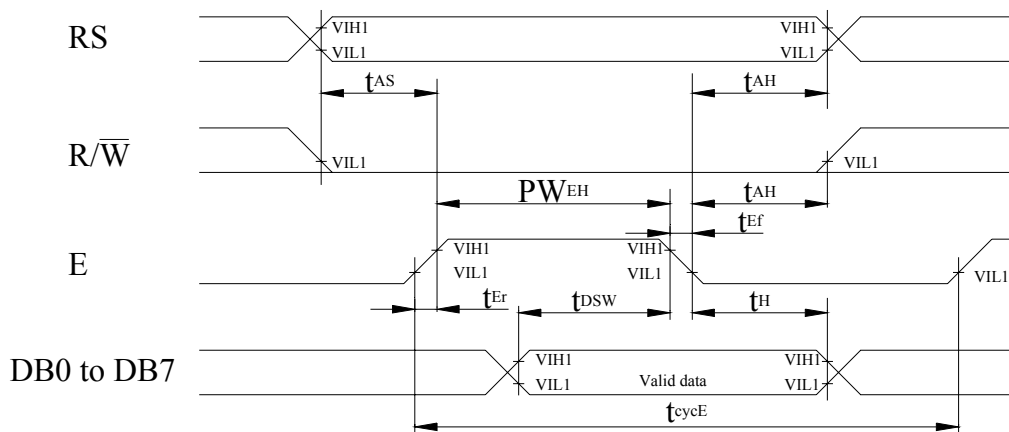 RS
VIH1
VIL1
VIH1
VIL1
tAS
tAH
R/W̅
VIL1
VIL1
PWEH
tAH
tEf
E
VIH1
VIL1
VIH1
VIL1
VIL1
tEr
tDSW
tH
DB0 to DB7
VIH1
VIL1
Valid data
VIH1
VIL1
tcycE